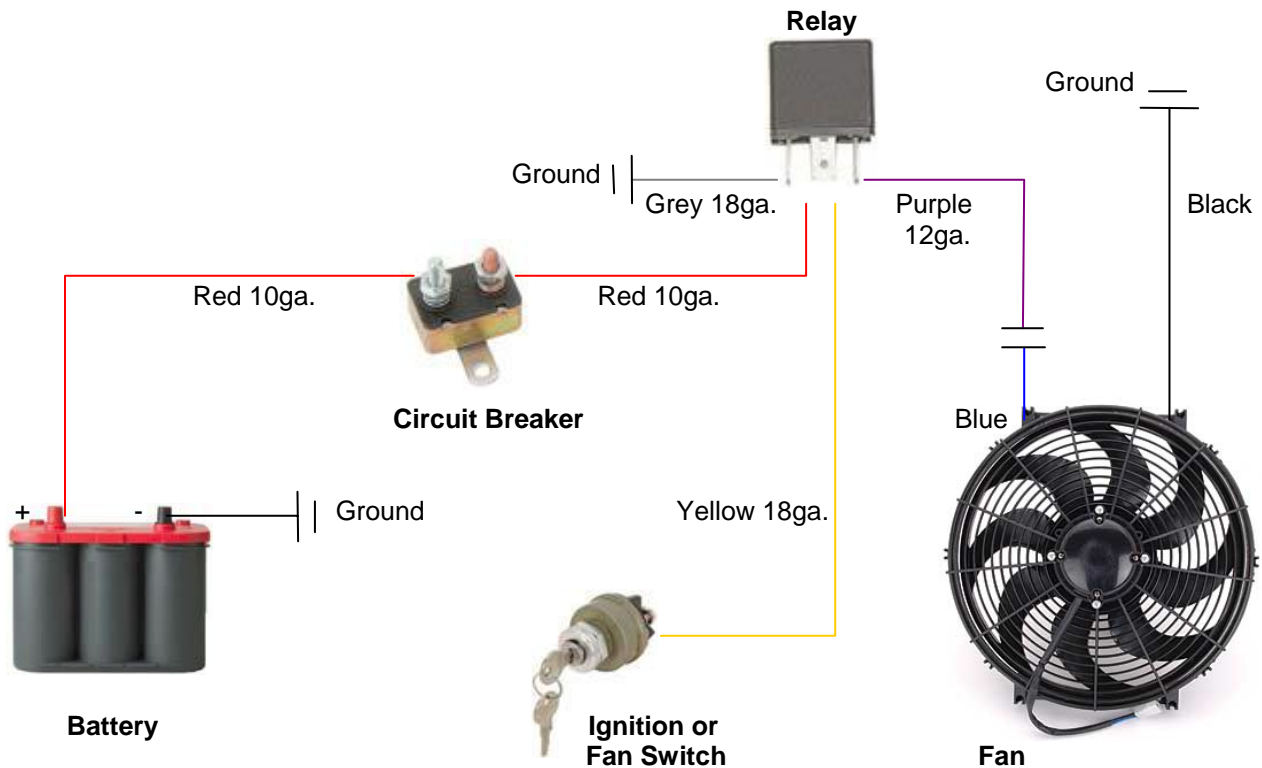 Relay
Ground
Ground
Grey 18ga.
Purple
12ga.
Black
Red 10ga.
Red 10ga.
Circuit Breaker
Blue
+
-
Ground
Yellow 18ga.
Battery
Ignition or
Fan Switch
Fan